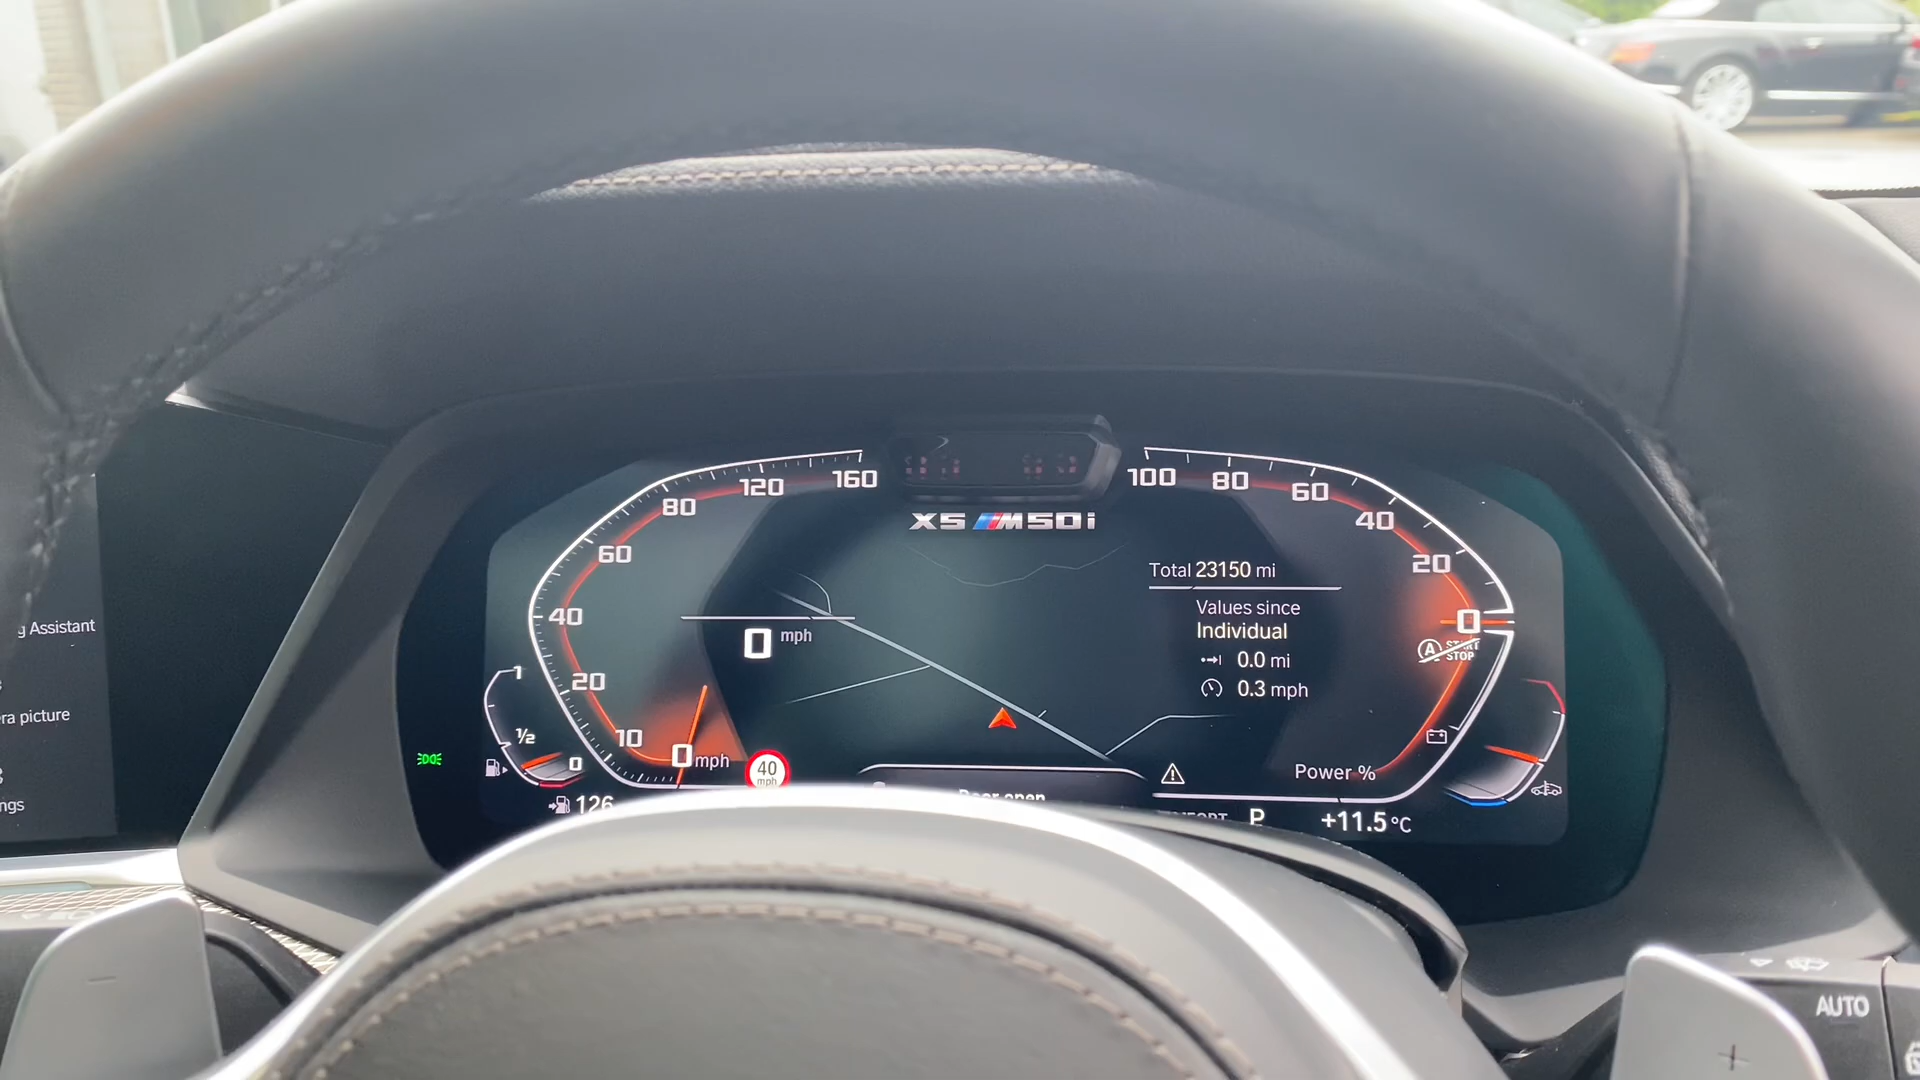 160
120
80
60
40
20
10
0 mph
0 mph
40
mph
1
1/2
0
126
X5 M50i
100
80
60
40
20
0
Total 23150 mi
Values since
Individual
0.0 mi
0.3 mph
A START
STOP
Power %
Door open
P
+11.5°C
Assistant
picture
AUTO